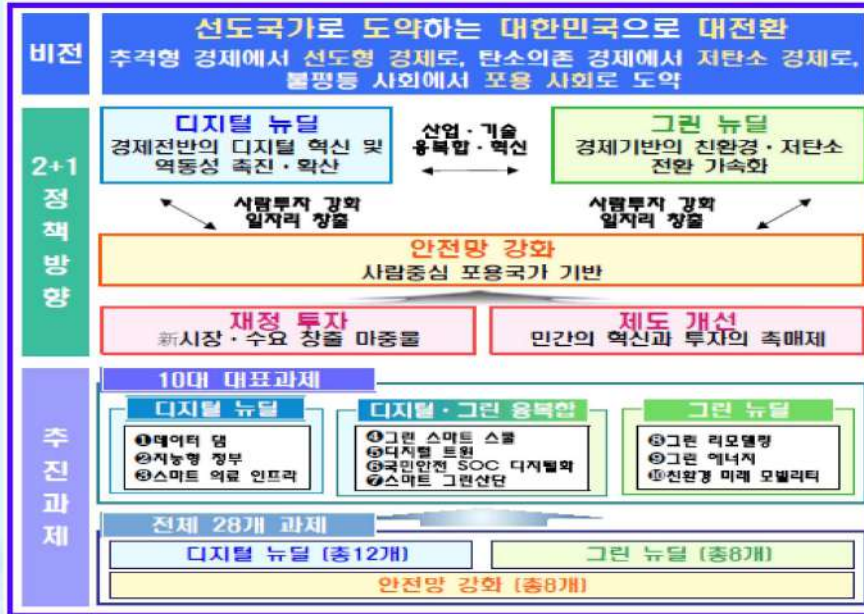 비전
선도국가로 도약하는 대한민국으로 대전환
추격형 경제에서 선도형 경제로, 탄소의존 경제에서 저탄소 경제로,
불평등 사회에서 포용 사회로 도약
2+1
정
책
방
향
디지털 뉴딜
경제전반의 디지털 혁신 및
역동성 촉진·확산
산업·기술
융복합·혁신
그린 뉴딜
경제기반의 친환경·저탄소
전환 가속화
사람투자 강화
일자리 창출
사람투자 강화
일자리 창출
안전망 강화
사람중심 포용국가 기반
재정 투자
新시장·수요 창출 마중물
제도 개선
민간의 혁신과 투자의 촉매제
추
진
과
제
10대 대표과제
디지털 뉴딜
❶데이터 댐
❷지능형 정부
❸스마트 의료 인프라
디지털·그린 융복합
❹그린 스마트 스쿨
❺디지털 트윈
❻국민안전 SOC 디지털화
❼스마트 그린산단
그린 뉴딜
❽그린 리모델링
❾그린 에너지
❿친환경 미래 모빌리티
전체 28개 과제
디지털 뉴딜 (총12개)
그린 뉴딜 (총8개)
안전망 강화 (총8개)